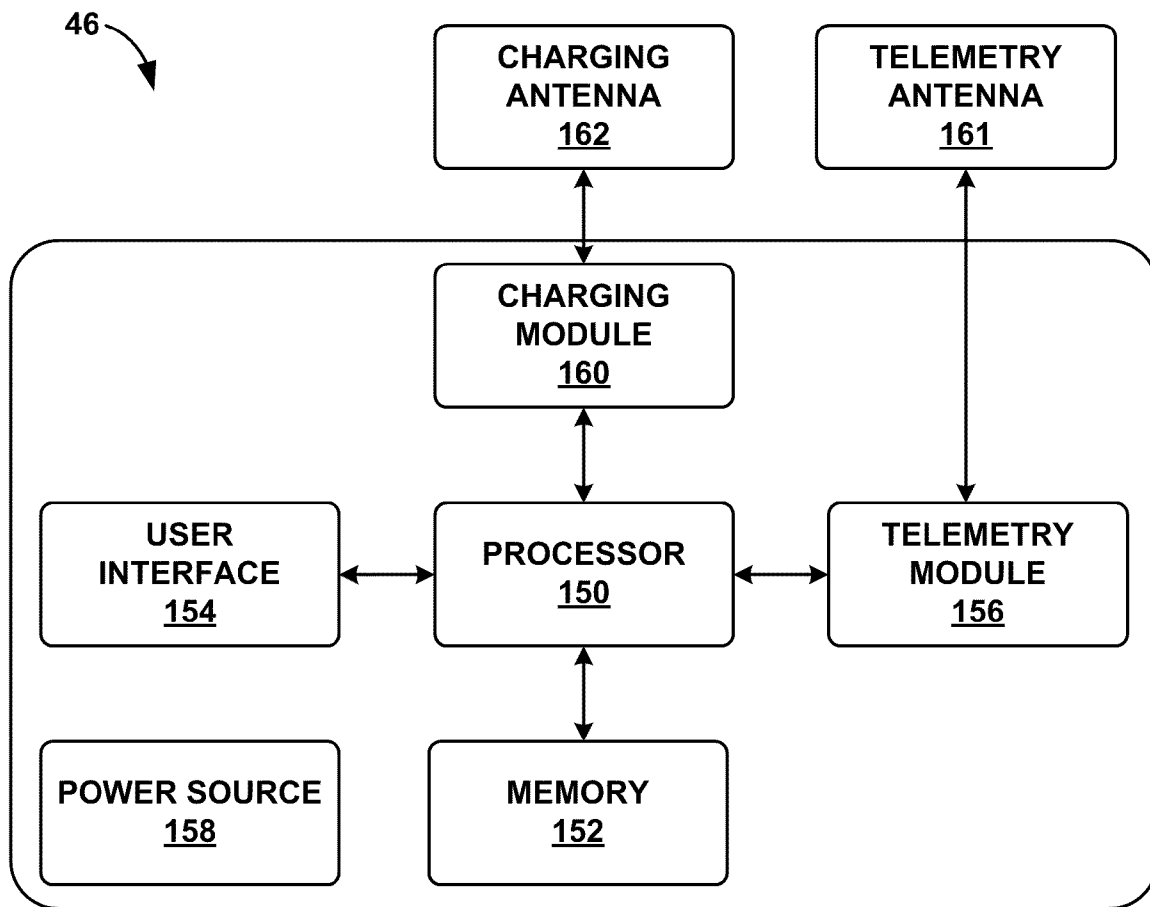 46
CHARGING
ANTENNA
162
TELEMETRY
ANTENNA
161
CHARGING
MODULE
160
USER
INTERFACE
154
PROCESSOR
150
TELEMETRY
MODULE
156
POWER SOURCE
158
MEMORY
152